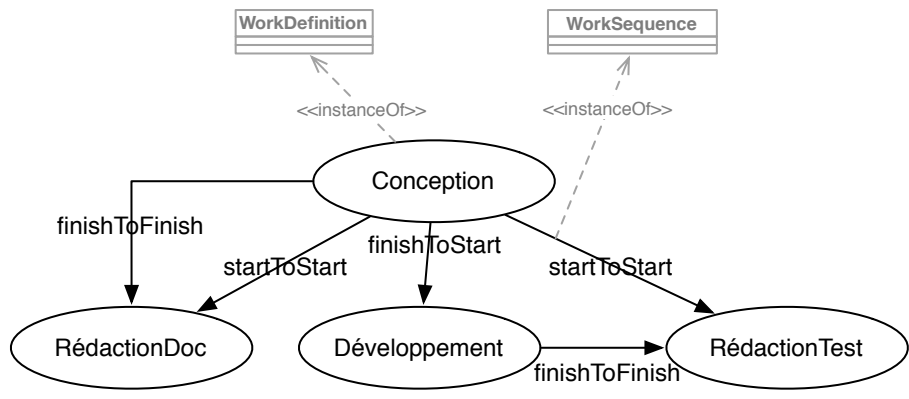 WorkDefinition
WorkSequence
<<instanceOf>>
<<instanceOf>>
Conception
finishToFinish
finishToStart
startToStart
startToStart
RédactionDoc
Développement
RédactionTest
finishToFinish